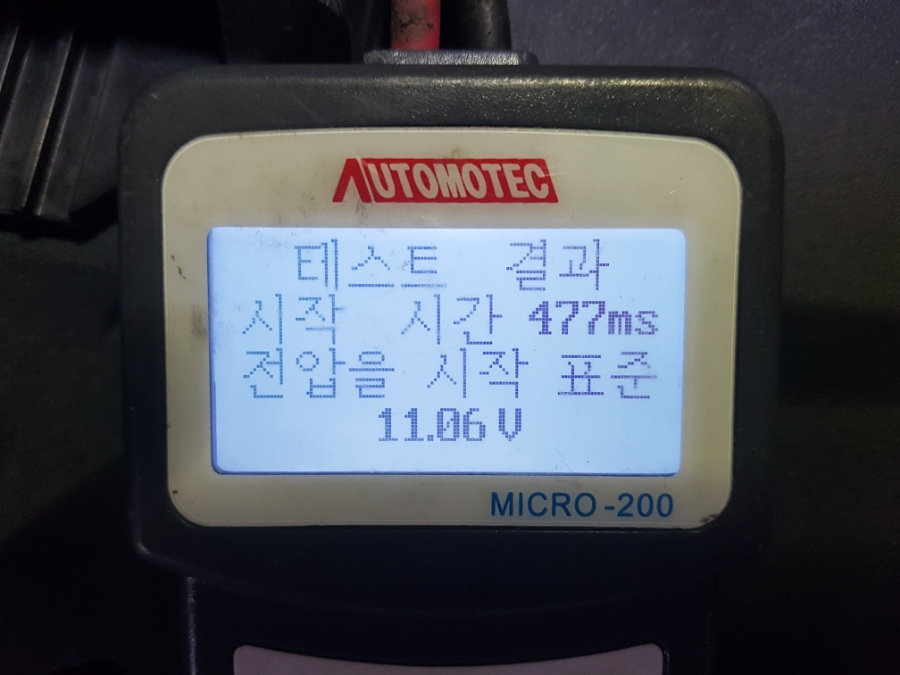 AUTOMOTEC
테스트 결과
시작 시간 477ms
전압을 시작 표준
11.06 V
MICRO-200